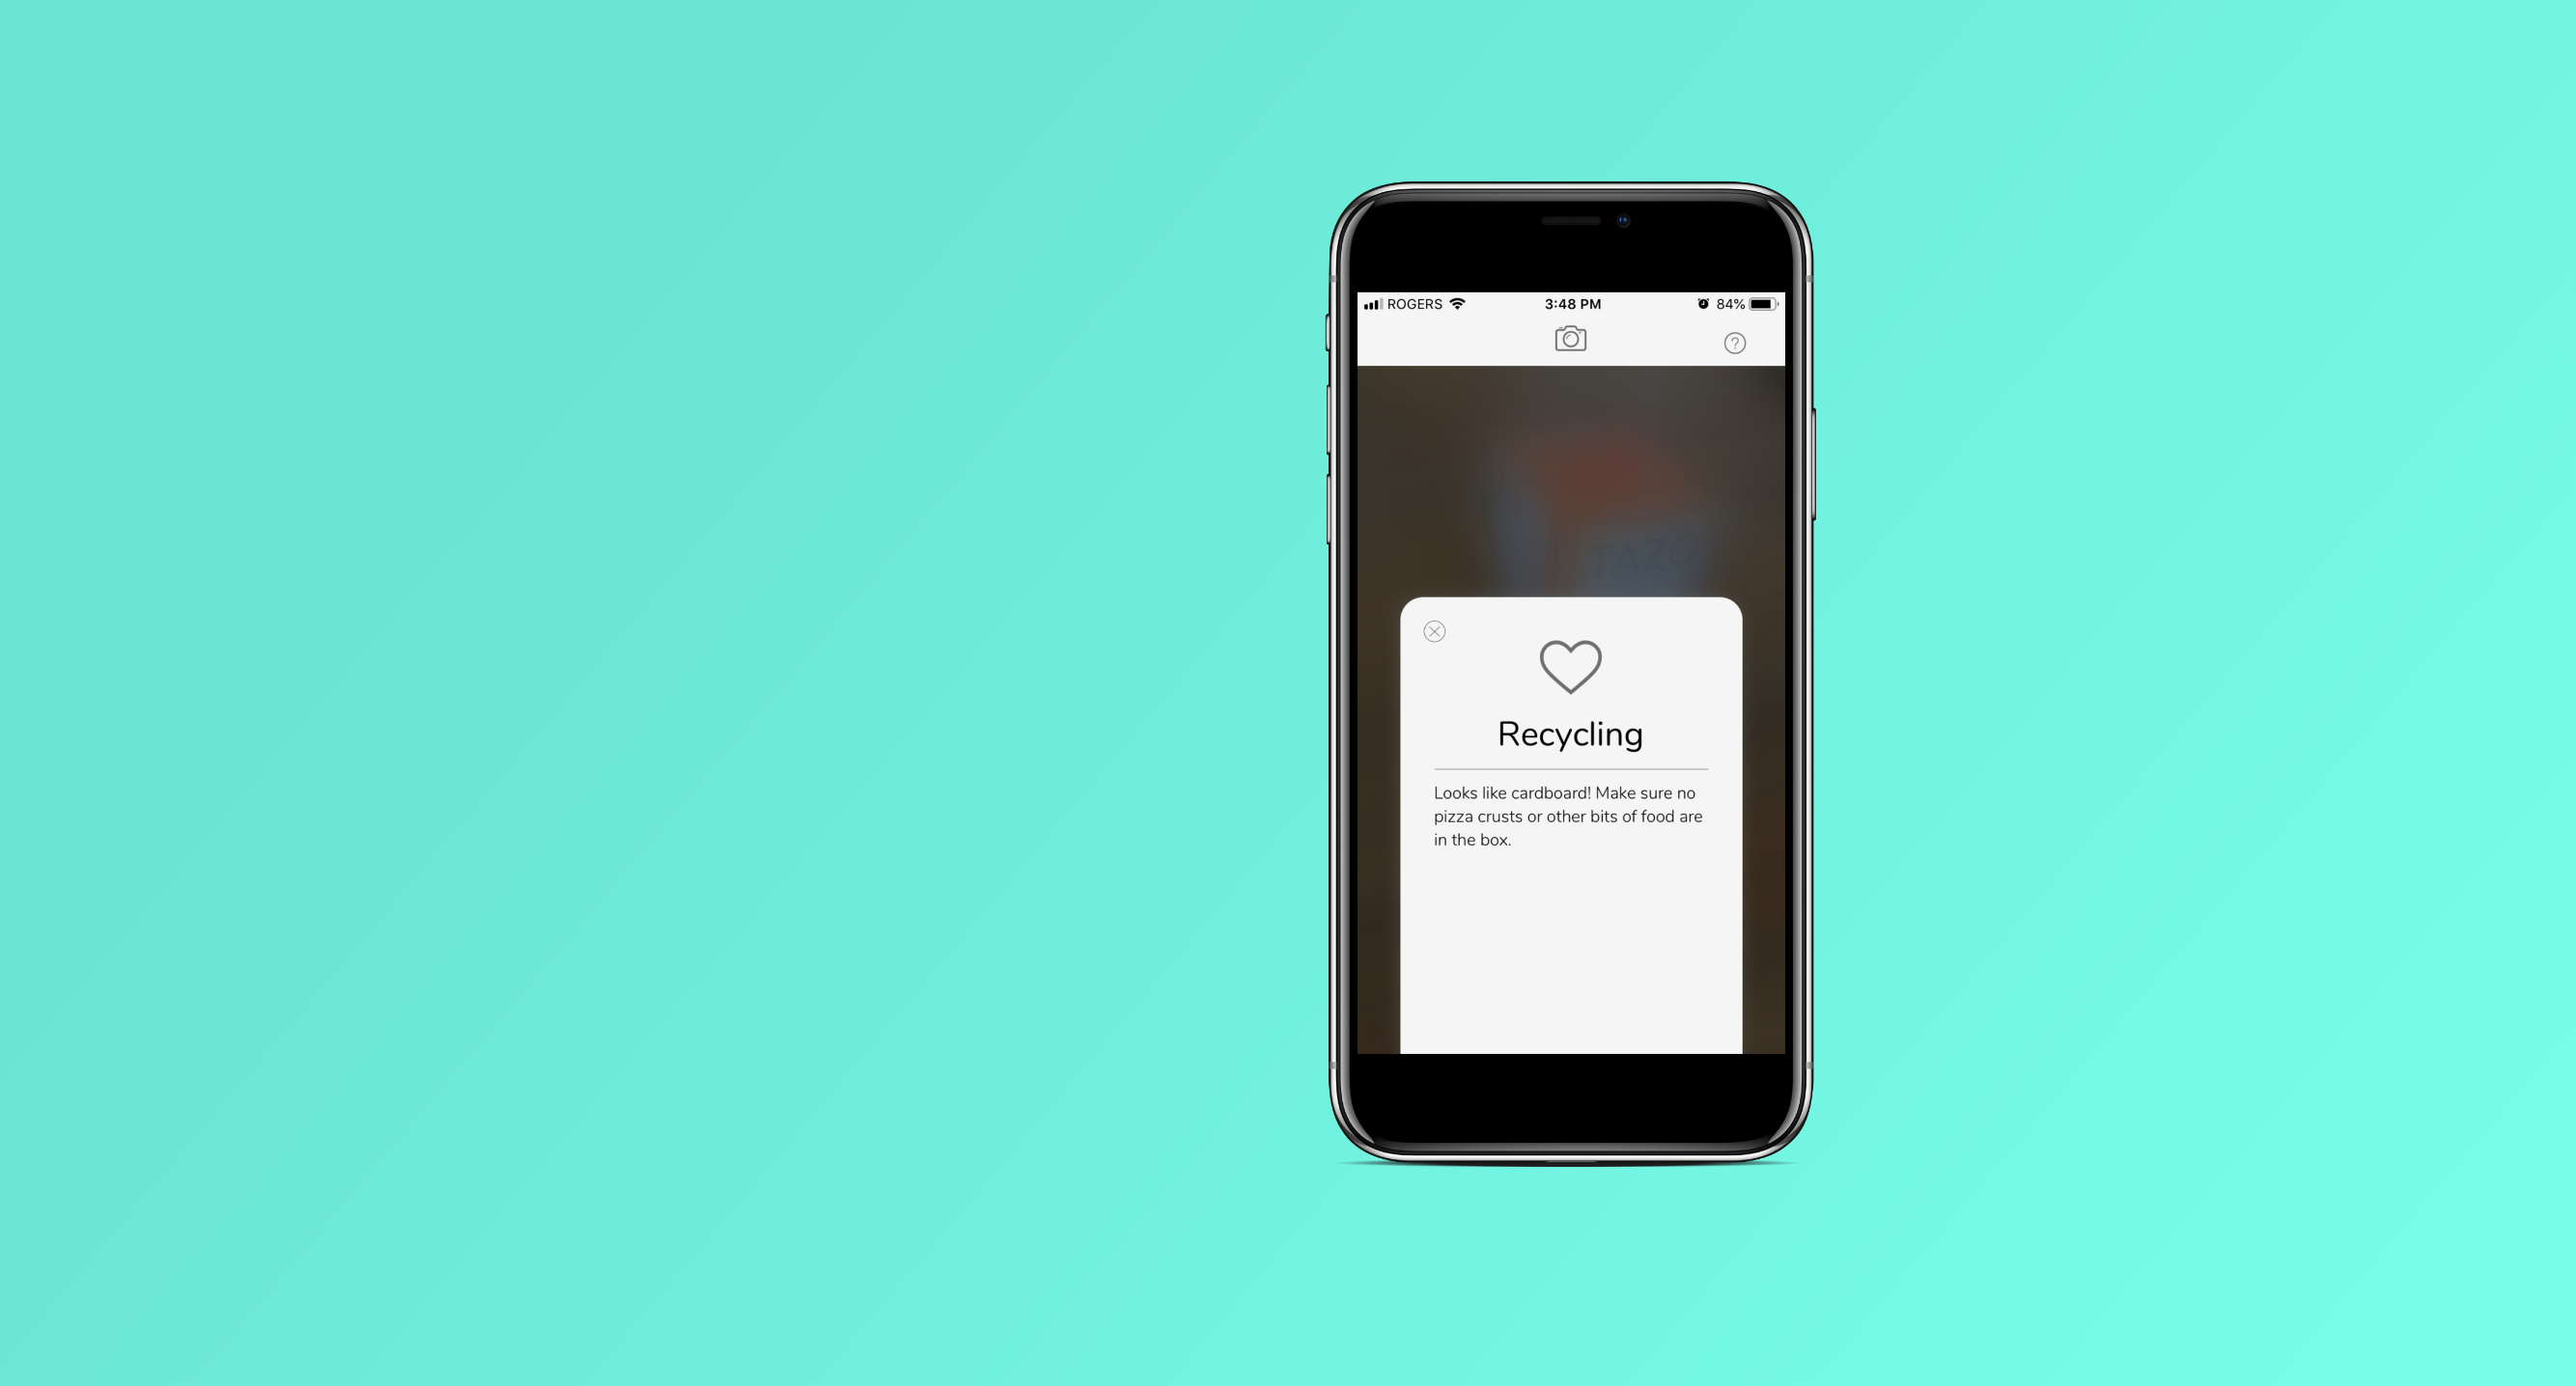 ROGERS 3:48 PM 84%
?
TAZO
Recycling
Looks like cardboard! Make sure no
pizza crusts or other bits of food are
in the box.